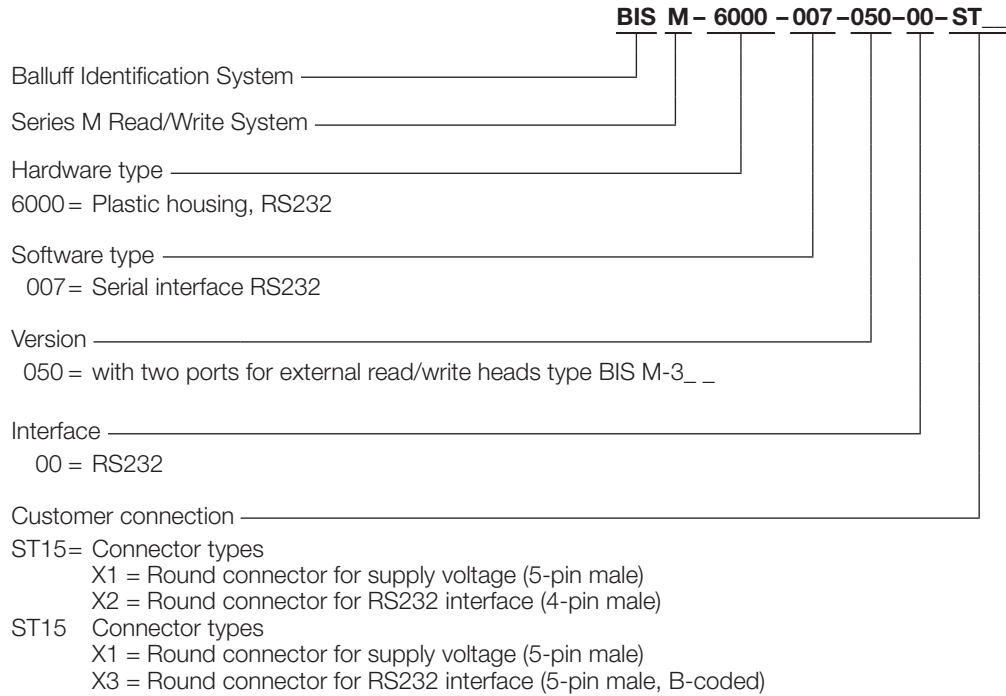 BIS M – 6000 – 007 –050–00– ST__
Balluff Identification System
Series M Read/Write System
Hardware type
6000 = Plastic housing, RS232
Software type
007 = Serial interface RS232
Version
050 = with two ports for external read/write heads type BIS M-3_ _
Interface
00 = RS232
Customer connection
ST15= Connector types
X1 = Round connector for supply voltage (5-pin male)
X2 = Round connector for RS232 interface (4-pin male)
ST15 Connector types
X1 = Round connector for supply voltage (5-pin male)
X3 = Round connector for RS232 interface (5-pin male, B-coded)